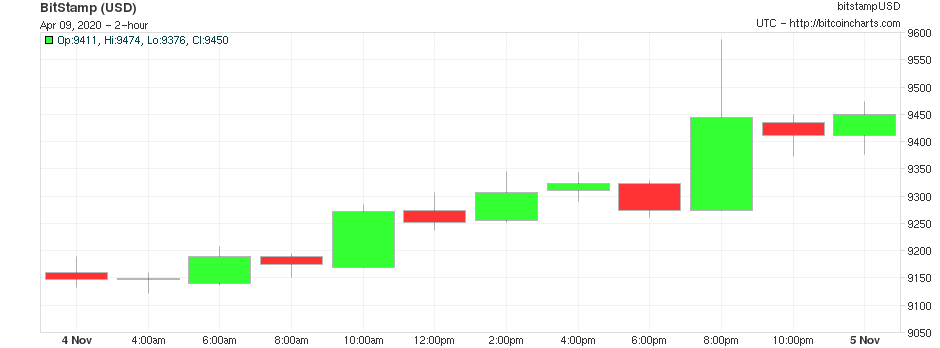 BitStamp (USD)
bitstampUSD
Apr 09, 2020 - 2-hour
UTC - http://bitcoincharts.com
Op:9411, Hi:9474, Lo:9376, Cl:9450
9600
9550
9500
9450
9400
9350
9300
9250
9200
9150
9100
9050
4 Nov 4:00am 6:00am 8:00am 10:00am 12:00pm 2:00pm 4:00pm 6:00pm 8:00pm 10:00pm 5 Nov